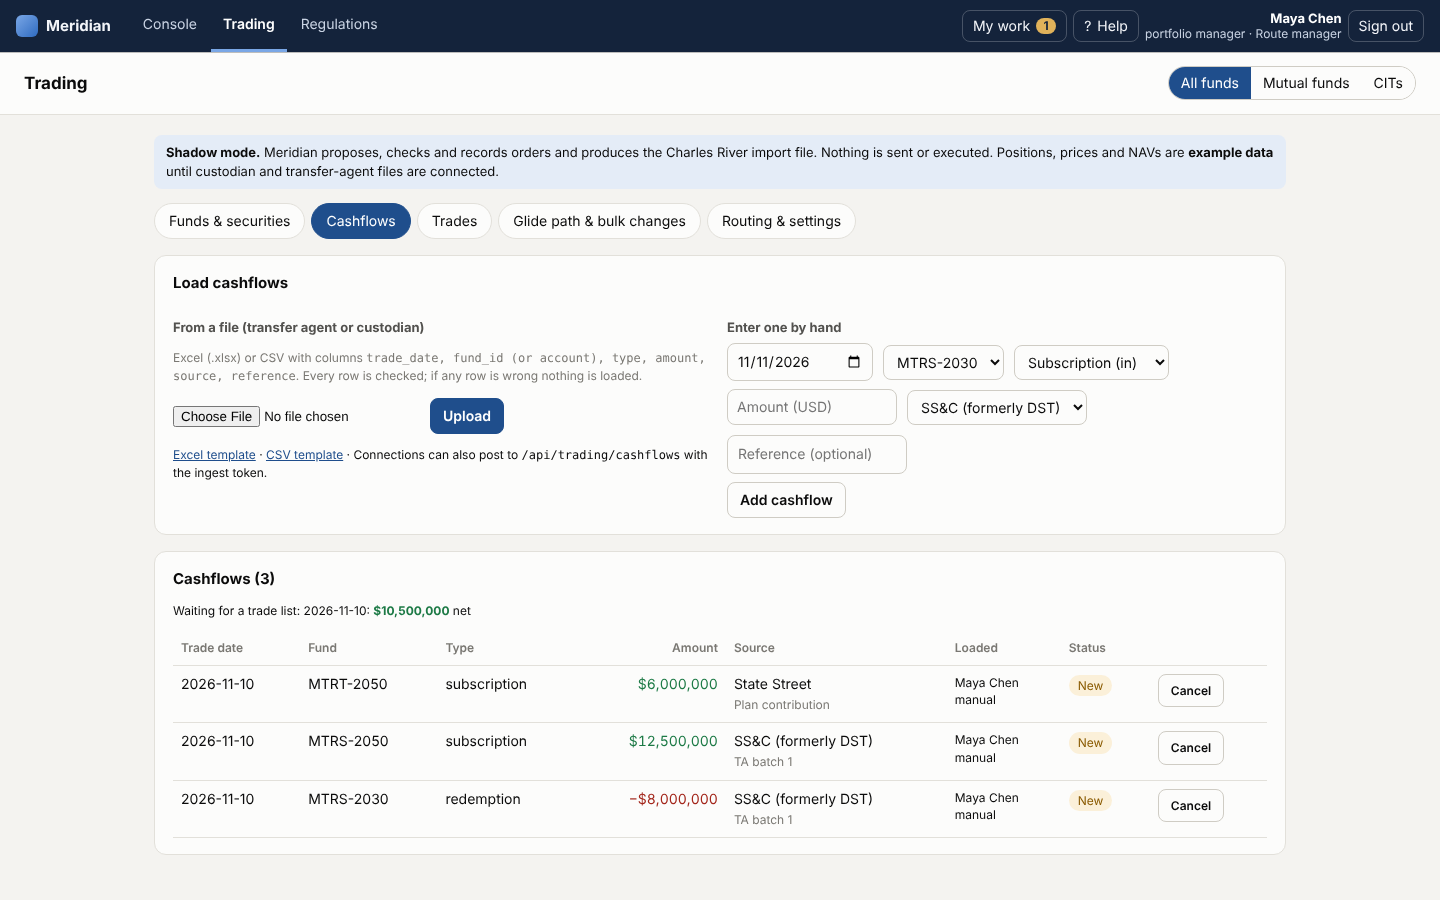 Meridian
Console
Trading
Regulations
My work 1
? Help
Maya Chen
portfolio manager · Route manager
Sign out
Trading
All funds
Mutual funds
CITs
Shadow mode. Meridian proposes, checks and records orders and produces the Charles River import file. Nothing is sent or executed. Positions, prices and NAVs are example data
until custodian and transfer-agent files are connected.
Funds & securities
Cashflows
Trades
Glide path & bulk changes
Routing & settings
Load cashflows
From a file (transfer agent or custodian)
Excel (.xlsx) or CSV with columns trade_date, fund_id (or account), type, amount,
source, reference. Every row is checked; if any row is wrong nothing is loaded.
Choose File No file chosen
Upload
Excel template · CSV template · Connections can also post to /api/trading/cashflows with
the ingest token.
Enter one by hand
11/11/2026
MTRS-2030
Subscription (in)
Amount (USD)
SS&C (formerly DST)
Reference (optional)
Add cashflow
Cashflows (3)
Waiting for a trade list: 2026-11-10: $10,500,000 net
Trade date Fund Type Amount Source Loaded Status
2026-11-10 MTRT-2050 subscription $6,000,000 State Street Maya Chen New Cancel
Plan contribution manual
2026-11-10 MTRS-2050 subscription $12,500,000 SS&C (formerly DST) Maya Chen New Cancel
TA batch 1 manual
2026-11-10 MTRS-2030 redemption −$8,000,000 SS&C (formerly DST) Maya Chen New Cancel
TA batch 1 manual